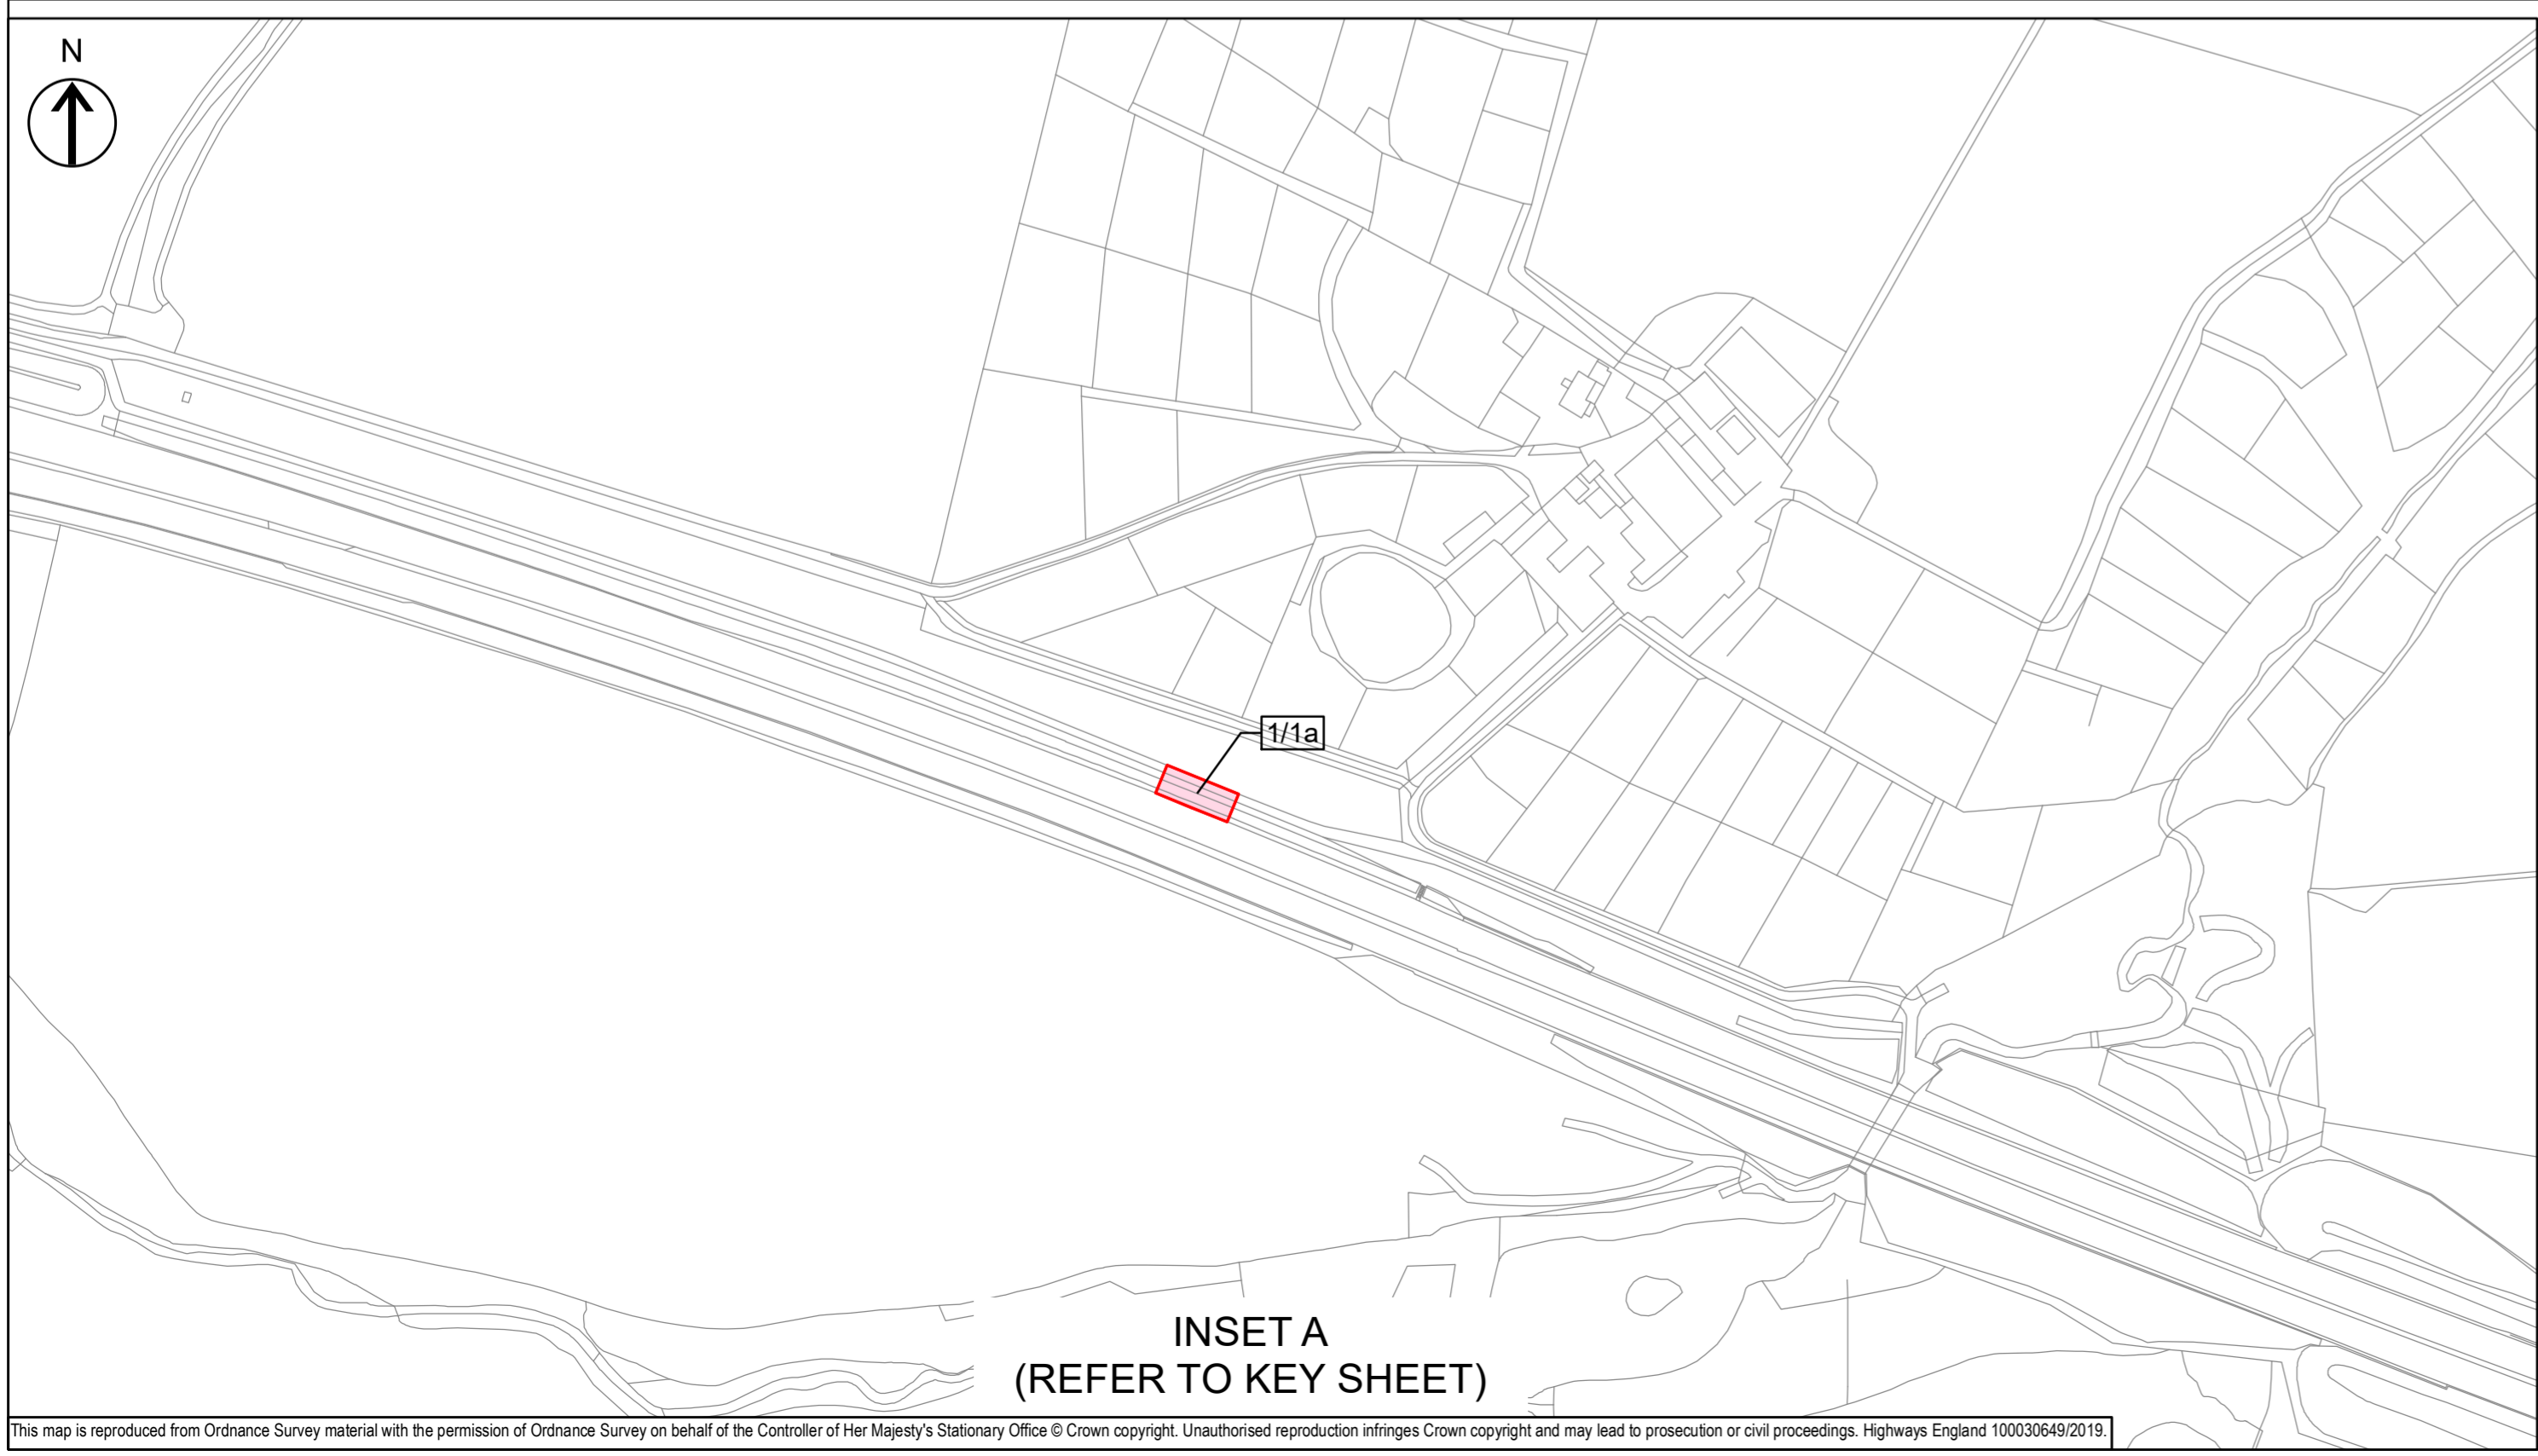 N
1/1a
INSET A
(REFER TO KEY SHEET)
This map is reproduced from Ordnance Survey material with the permission of Ordnance Survey on behalf of the Controller of Her Majesty's Stationary Office © Crown copyright. Unauthorised reproduction infringes Crown copyright and may lead to prosecution or civil proceedings. Highways England 100030649/2019.